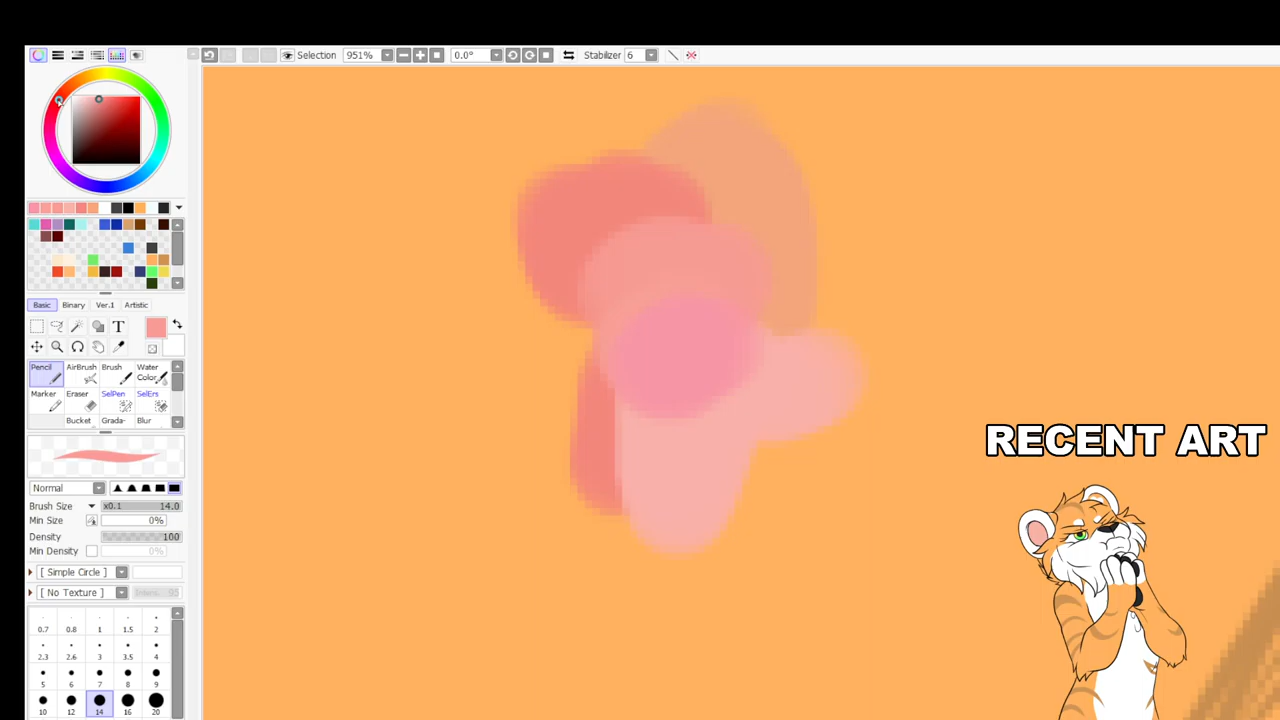 Selection 951% 0.0° Stabilizer 6
Basic Binary Ver.1 Artistic
T
Pencil AirBrush Brush Water Color
Marker Eraser SelPen SelErs
Bucket Grada- Blur
Normal
Brush Size x0.1 14.0
Min Size 0%
Density 100
Min Density 0%
[ Simple Circle ]
[ No Texture ] 95
0.7 0.8 1 1.5 2
2.3 2.6 3 3.5 4
5 6 7 8 9
10 12 14 16 20
RECENT ART